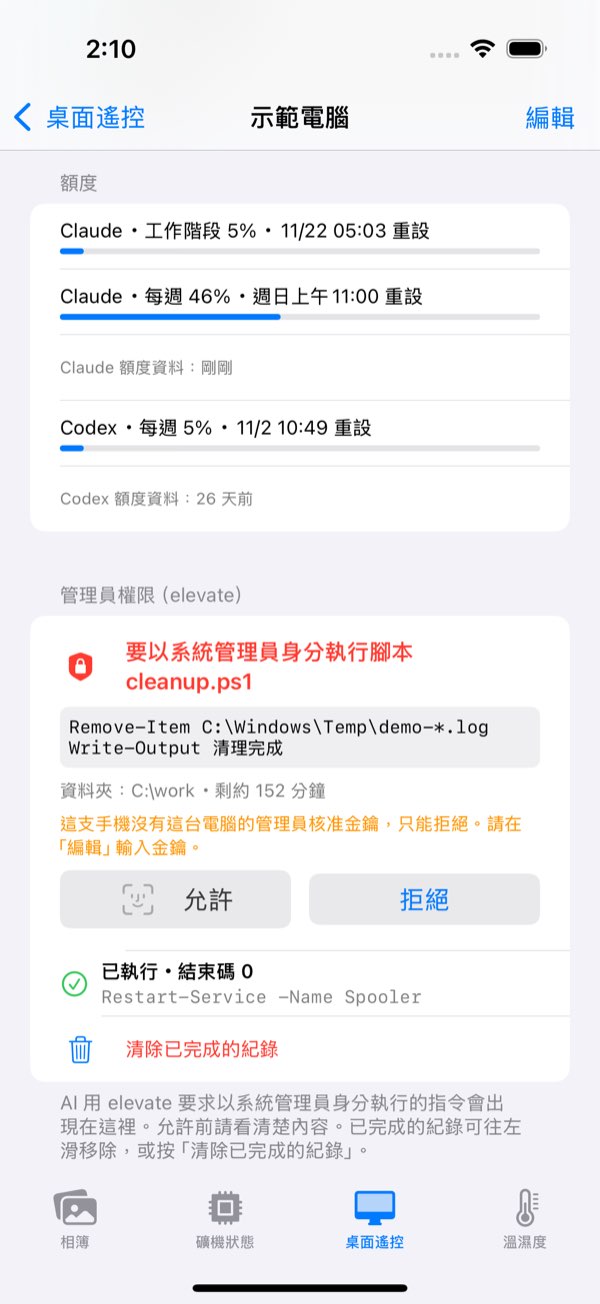 2:10
桌面遙控
示範電腦
編輯
額度
Claude・工作階段 5%・11/22 05:03 重設
Claude・每週 46%・週日上午11:00 重設
Claude 額度資料：剛剛
Codex・每週 5%・11/2 10:49 重設
Codex 額度資料：26 天前
管理員權限（elevate）
要以系統管理員身分執行腳本
cleanup.ps1
Remove-Item C:\Windows\Temp\demo-*.log
Write-Output 清理完成
資料夾：C:\work・剩約 152 分鐘
這支手機沒有這台電腦的管理員核准金鑰，只能拒絕。請在
「編輯」輸入金鑰。
允許
拒絕
已執行・結束碼 0
Restart-Service -Name Spooler
清除已完成的紀錄
AI 用 elevate 要求以系統管理員身分執行的指令會出
現在這裡。允許前請看清楚內容。已完成的紀錄可往左
滑移除，或按「清除已完成的紀錄」。
相簿
礦機狀態
桌面遙控
溫濕度